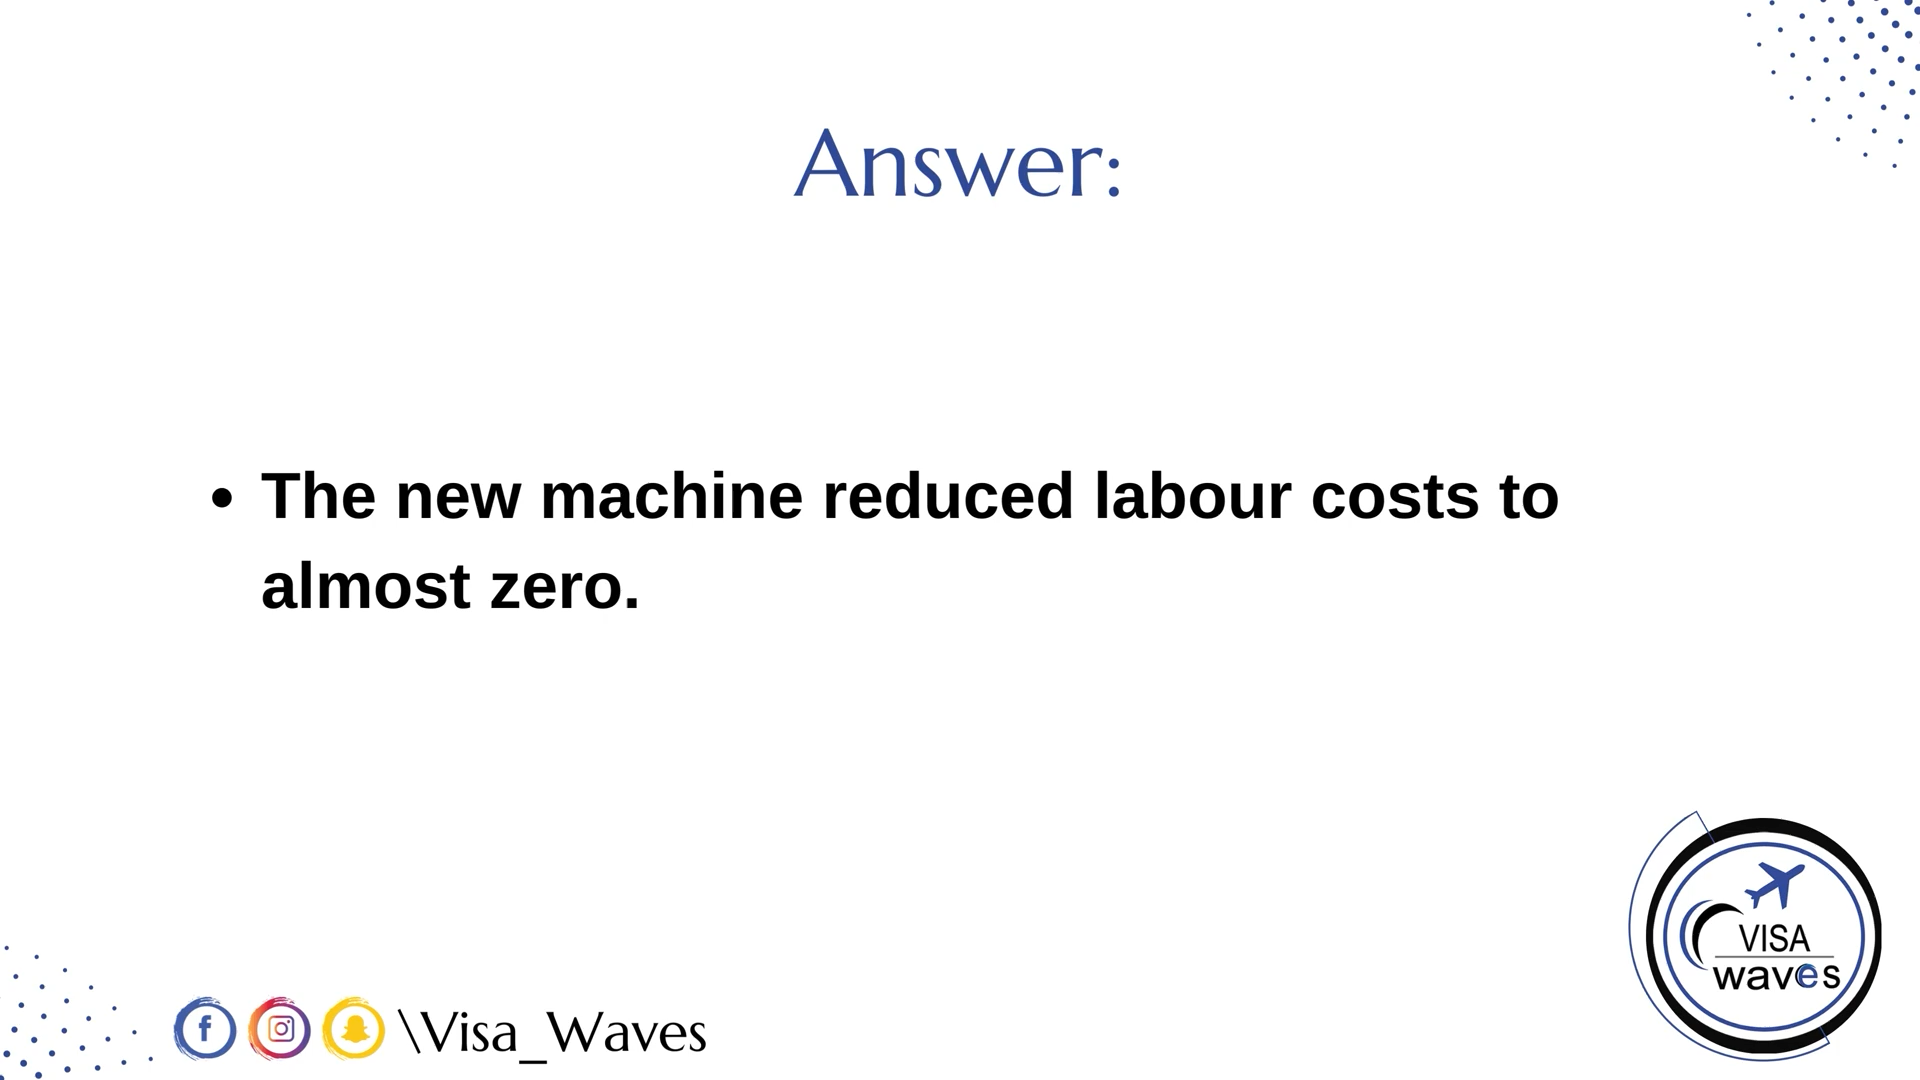 Answer:
• The new machine reduced labour costs to
almost zero.
VISA
waves
\Visa_Waves